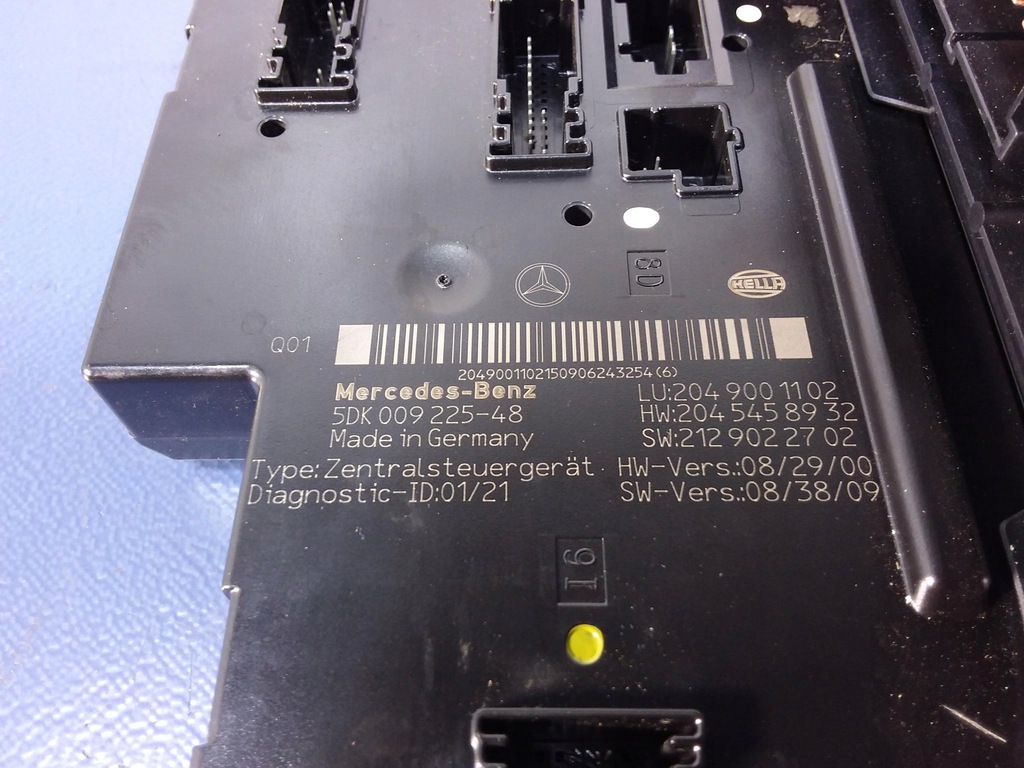 8D
HELLA
Q01
2049001102150906243254(6)
Mercedes-Benz
5DK 009 225-48
Made in Germany
LU:204 900 11 02
HW:204 545 89 32
SW:212 902 27 02
Type: Zentralsteuergerät
Diagnostic-ID:01/21
HW-Vers.:08/29/00
SW-Vers.:08/38/09
I6